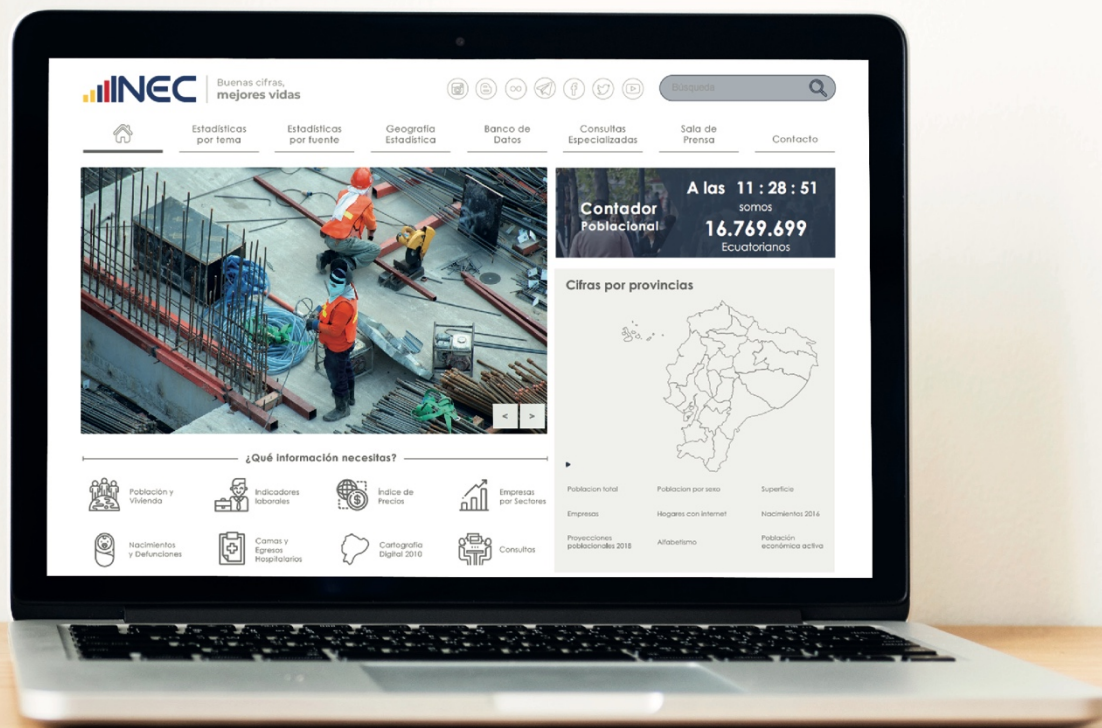 INEC
Buenas cifras,
mejores vidas
Búsqueda
Estadísticas
por tema
Estadísticas
por fuente
Geografía
Estadística
Banco de
Datos
Consultas
Especializadas
Sala de
Prensa
Contacto
Contador
Poblacional
A las 11 : 28 : 51
somos
16.769.699
Ecuatorianos
Cifras por provincias
< >
¿Qué información necesitas?
Población y
Vivienda
Indicadores
laborales
Índice de
Precios
Empresas
por Sectores
Nacimientos
y Defunciones
Camas y
Egresos
Hospitalarios
Cartografía
Digital 2010
Consultas
Poblacion total
Poblacion por sexo
Superficie
Empresas
Hogares con internet
Nacimientos 2016
Proyecciones
poblacionales 2018
Alfabetismo
Población
económica activa